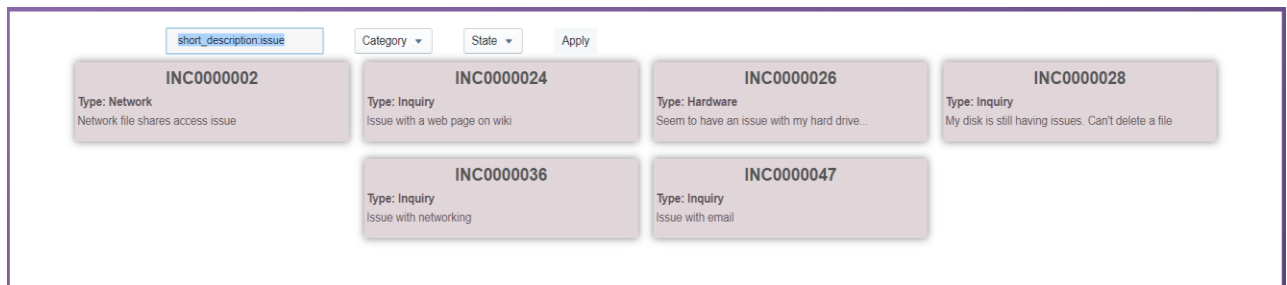 short_description:issue Category State Apply
INC0000002 INC0000024 INC0000026 INC0000028
Type: Network Type: Inquiry Type: Hardware Type: Inquiry
Network file shares access issue Issue with a web page on wiki Seem to have an issue with my hard drive... My disk is still having issues. Can't delete a file
INC0000036 INC0000047
Type: Inquiry Type: Inquiry
Issue with networking Issue with email